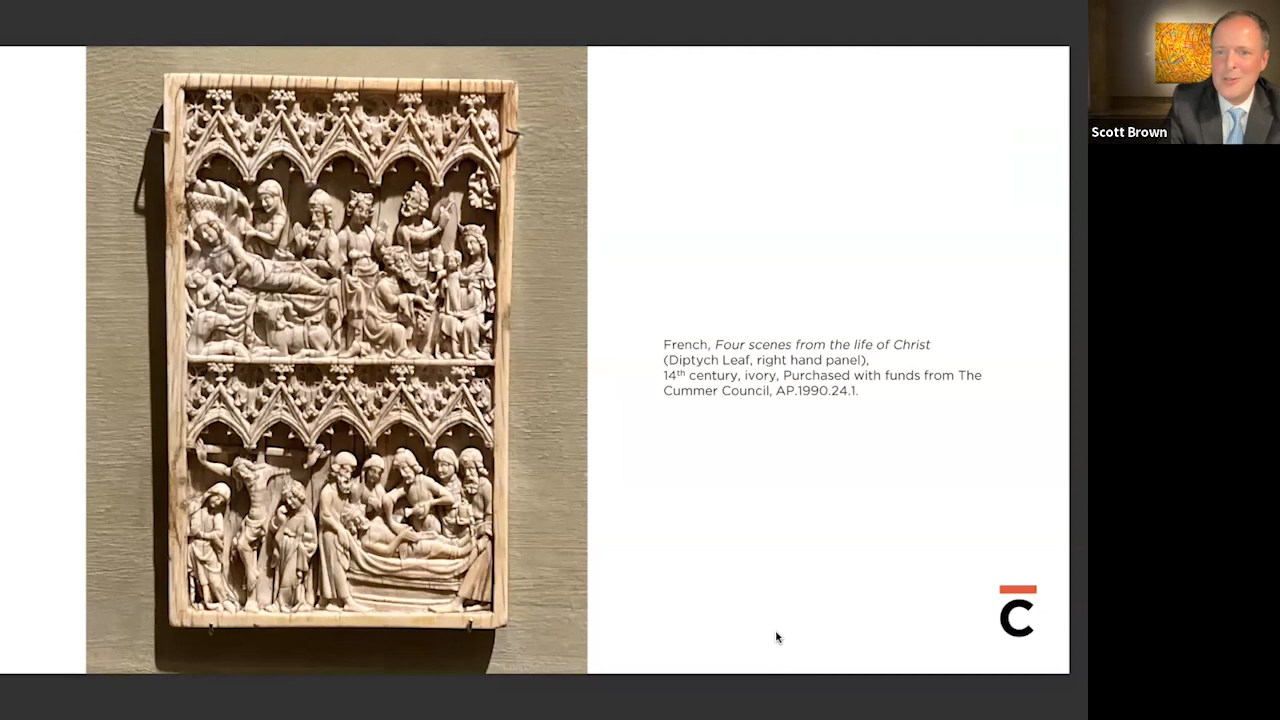 Scott Brown
French, Four scenes from the life of Christ
(Diptych Leaf, right hand panel),
14th century, ivory, Purchased with funds from The
Cummer Council, AP.1990.24.1.
C